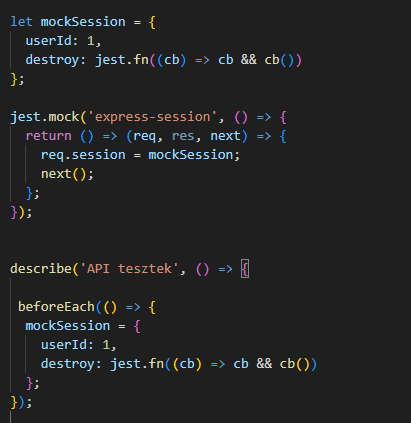 let mockSession = {
  userId: 1,
  destroy: jest.fn((cb) => cb && cb())
};

jest.mock('express-session', () => {
  return () => (req, res, next) => {
    req.session = mockSession;
    next();
  };
});


describe('API tesztek', () => {

 beforeEach(() => {
  mockSession = {
    userId: 1,
    destroy: jest.fn((cb) => cb && cb())
  };
});